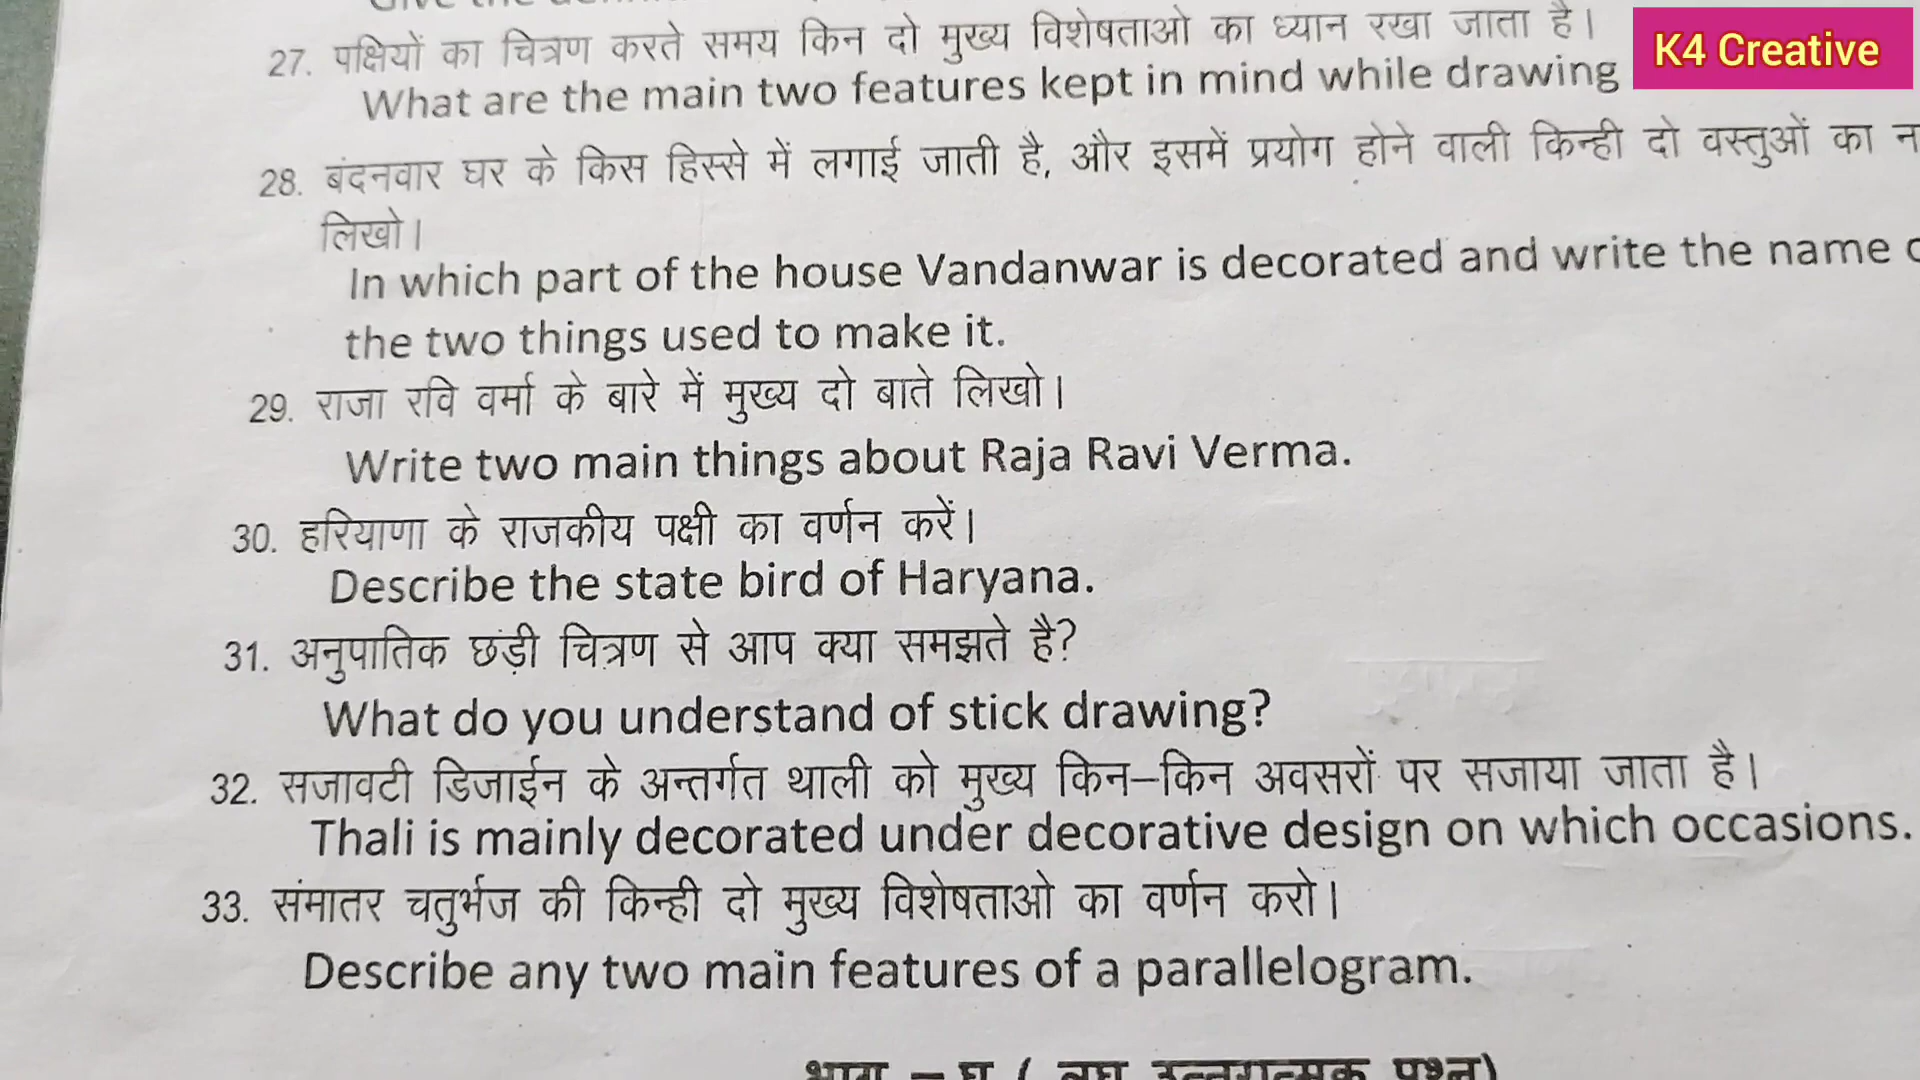 27. पक्षियों का चित्रण करते समय किन दो मुख्य विशेषताओ का ध्यान रखा जाता है।
K4 Creative
What are the main two features kept in mind while drawing
28. बंदनवार घर के किस हिस्से में लगाई जाती है, और इसमें प्रयोग होने वाली किन्ही दो वस्तुओं का
लिखो।
In which part of the house Vandanwar is decorated and write the name
the two things used to make it.
29. राजा रवि वर्मा के बारे में मुख्य दो बाते लिखो।
Write two main things about Raja Ravi Verma.
30. हरियाणा के राजकीय पक्षी का वर्णन करें।
Describe the state bird of Haryana.
31. अनुपातिक छंड़ी चित्रण से आप क्या समझते है?
What do you understand of stick drawing?
32. सजावटी डिजाईन के अन्तर्गत थाली को मुख्य किन–किन अवसरों पर सजाया जाता है।
Thali is mainly decorated under decorative design on which occasions.
33. संमातर चतुर्भज की किन्ही दो मुख्य विशेषताओ का वर्णन करो।
Describe any two main features of a parallelogram.